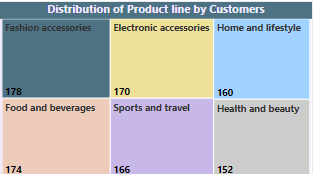 Distribution of Product line by Customers
Fashion accessories
Electronic accessories
Home and lifestyle
178
170
160
Food and beverages
Sports and travel
Health and beauty
174
166
152